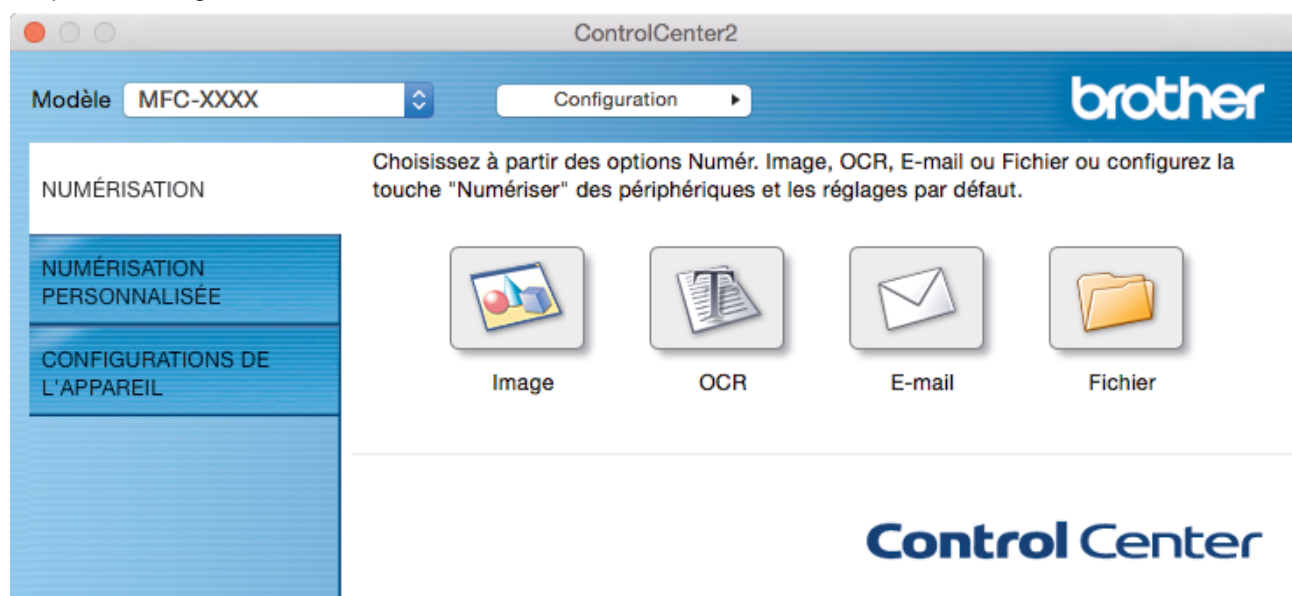 ControlCenter2
Modèle MFC-XXXX Configuration brother
NUMÉRISATION
NUMÉRISATION
PERSONNALISÉE
CONFIGURATIONS DE
L'APPAREIL
Choisissez à partir des options Numér. Image, OCR, E-mail ou Fichier ou configurez la
touche "Numériser" des périphériques et les réglages par défaut.
Image OCR E-mail Fichier
Control Center